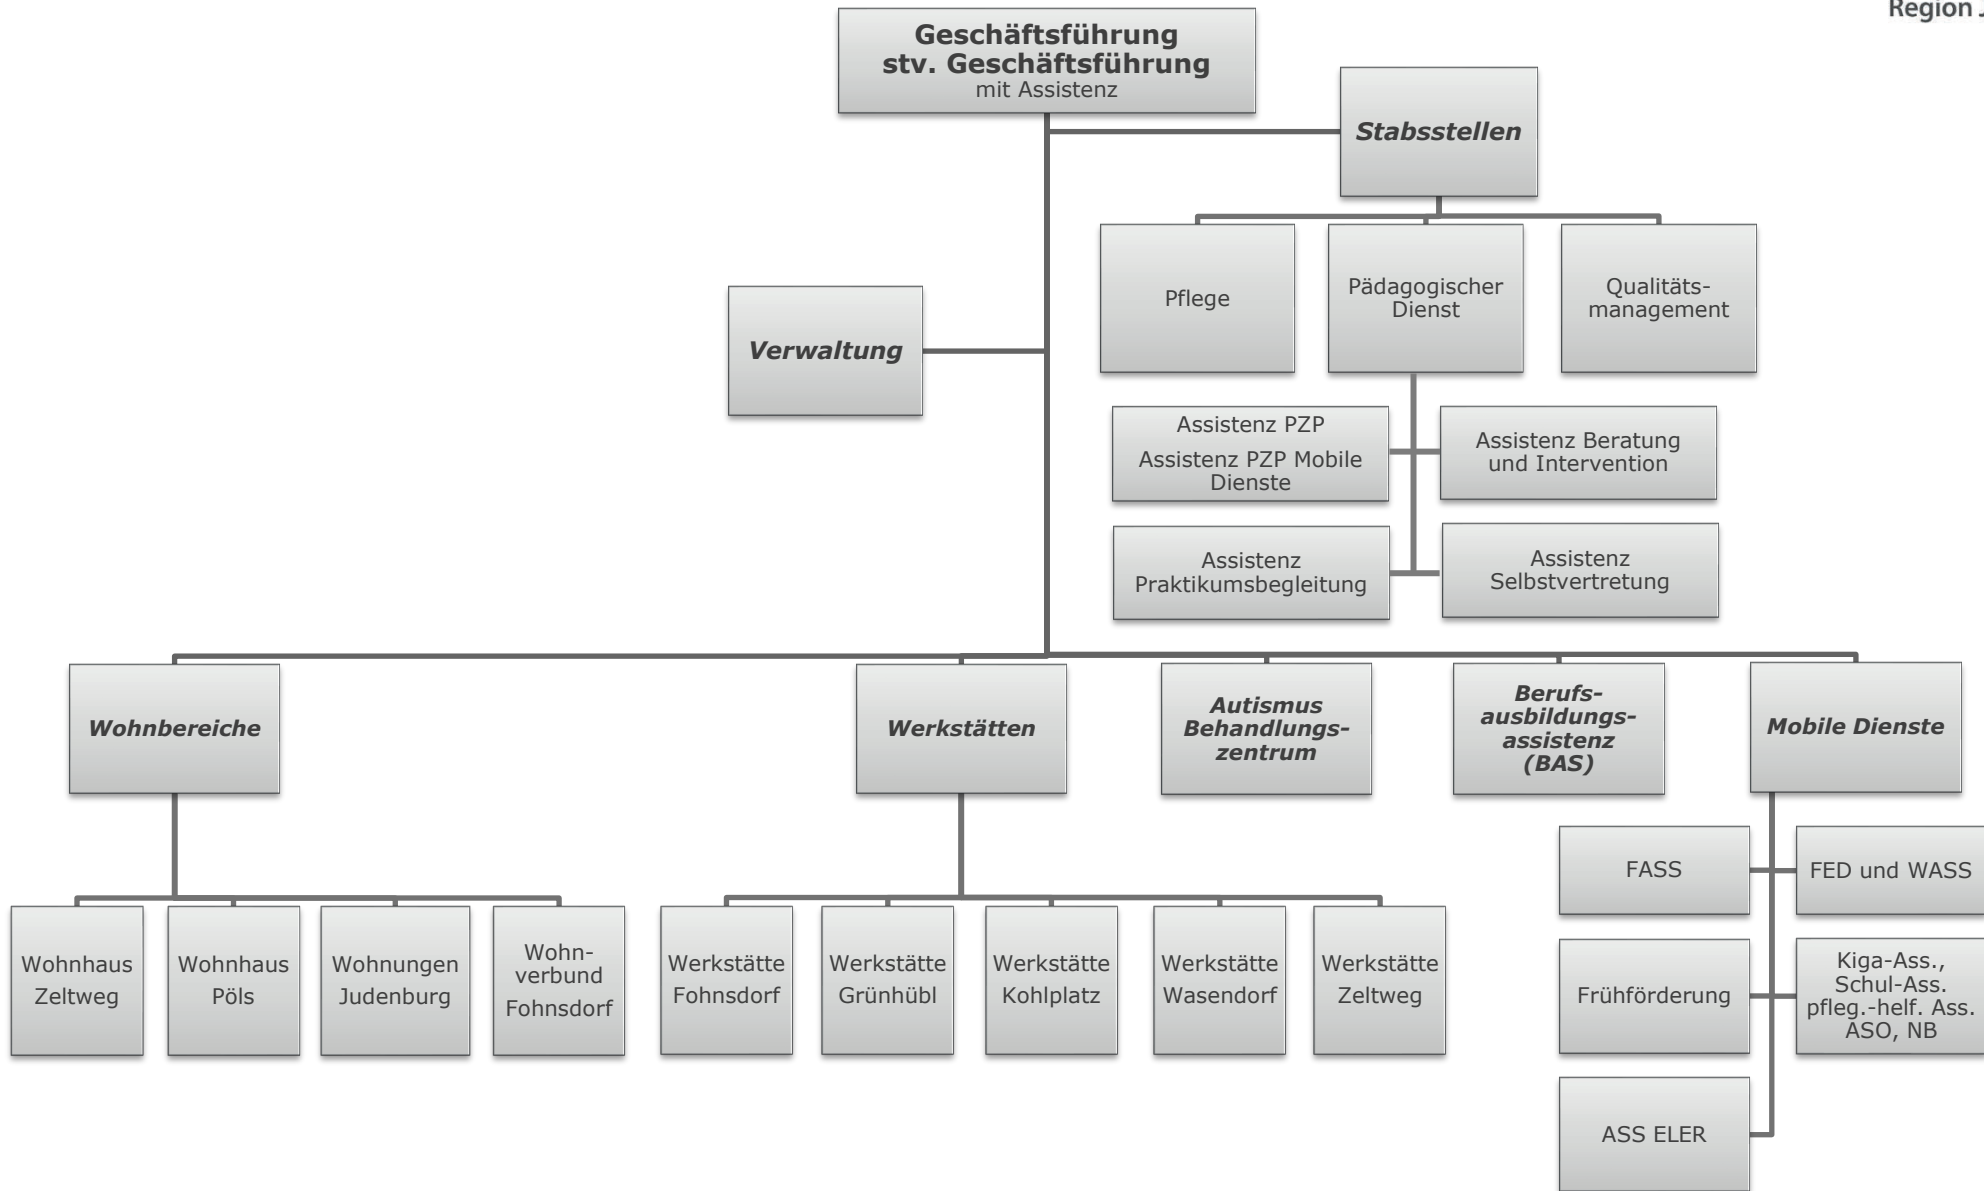 Region
Geschäftsführung
stv. Geschäftsführung
mit Assistenz
Stabsstellen
Pflege
Pädagogischer
Dienst
Qualitäts-
management
Verwaltung
Assistenz PZP
Assistenz PZP Mobile
Dienste
Assistenz Beratung
und Intervention
Assistenz
Praktikumsbegleitung
Assistenz
Selbstvertretung
Wohnbereiche
Werkstätten
Autismus
Behandlungs-
zentrum
Berufs-
ausbildungs-
assistenz
(BAS)
Mobile Dienste
Wohnhaus
Zeltweg
Wohnhaus
Pöls
Wohnungen
Judenburg
Wohn-
verbund
Fohnsdorf
Werkstätte
Fohnsdorf
Werkstätte
Grünhübl
Werkstätte
Kohlplatz
Werkstätte
Wasendorf
Werkstätte
Zeltweg
FASS
FED und WASS
Frühförderung
Kiga-Ass.,
Schul-Ass.
pfleg.-helf. Ass.
ASO, NB
ASS ELER